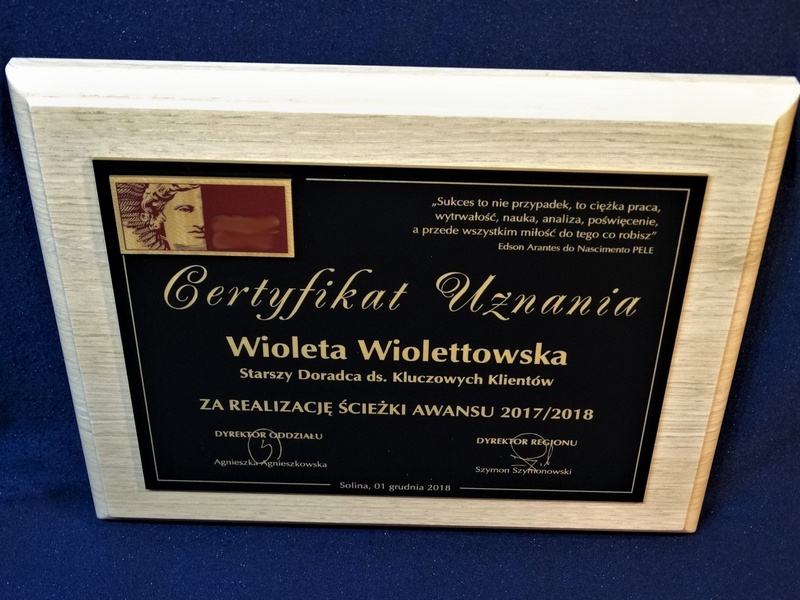 „Sukces to nie przypadek, to ciężka praca,
wytrwałość, nauka, analiza, poświęcenie,
a przede wszystkim miłość do tego co robisz”
Edson Arantes do Nascimento PELE
Certyfikat Uznania
Wioleta Wiolettowska
Starszy Doradca ds. Kluczowych Klientów
ZA REALIZACJĘ ŚCIEŻKI AWANSU 2017/2018
DYREKTOR ODDZIAŁU
Agnieszka Agnieszkowska
DYREKTOR REGIONU
Szymon Szymonowski
Solina, 01 grudnia 2018